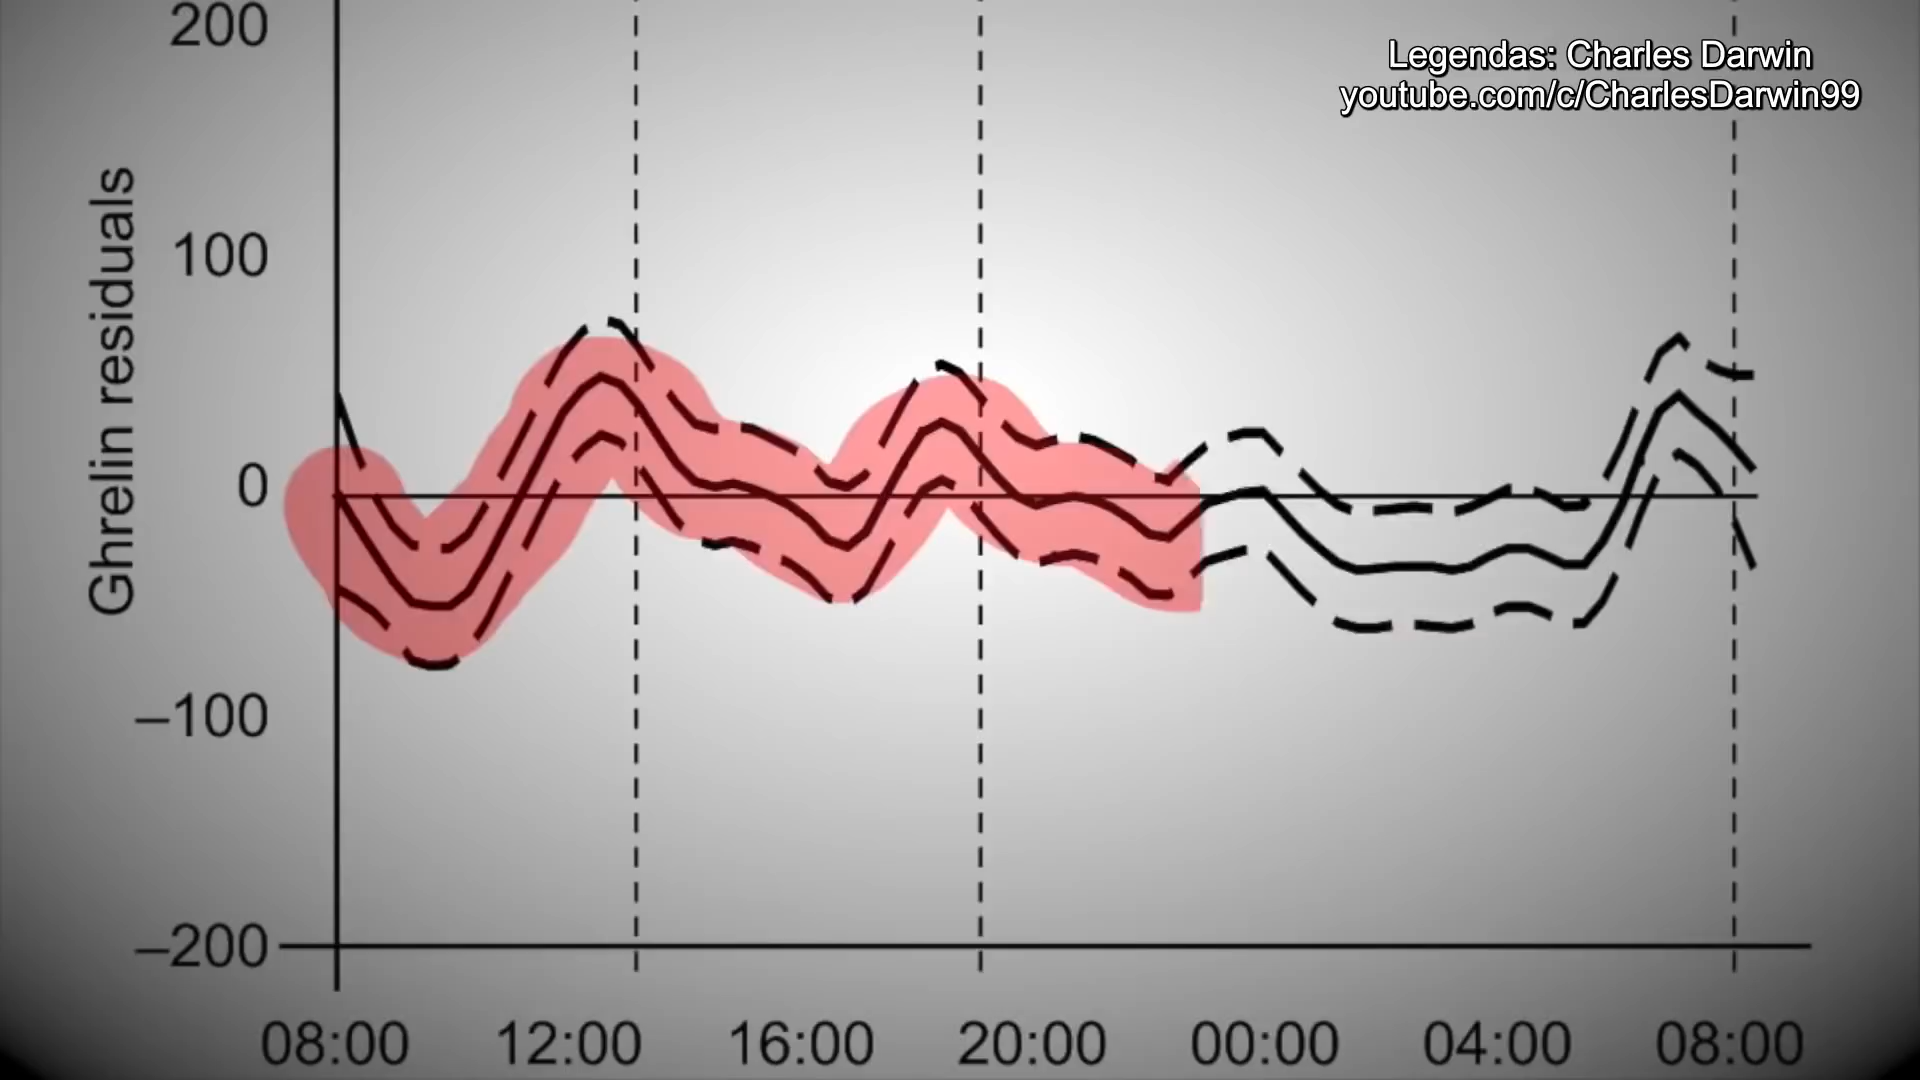 Legendas: Charles Darwin
youtube.com/c/CharlesDarwin99
Ghrelin residuals
200
100
0
–100
–200
08:00 12:00 16:00 20:00 00:00 04:00 08:00